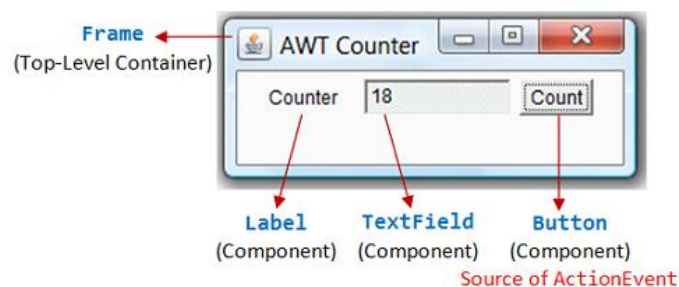 Frame
(Top-Level Container)
AWT Counter
Counter 18 Count
Label TextField Button
(Component) (Component) (Component)
Source of ActionEvent